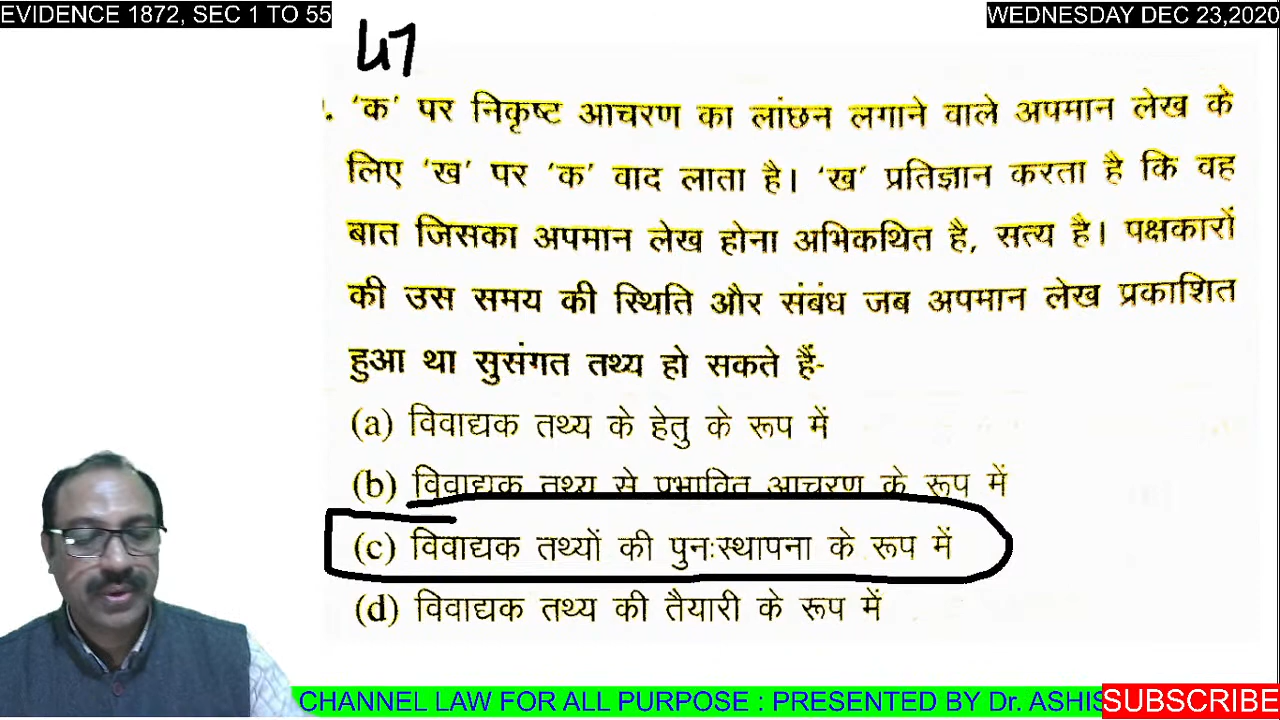 EVIDENCE 1872, SEC 1 TO 55
WEDNESDAY DEC 23,2020
47
'क' पर निकृष्ट आचरण का लांछन लगाने वाले अपमान लेख के
लिए 'ख' पर 'क' वाद लाता है। 'ख' प्रतिज्ञान करता है कि वह
बात जिसका अपमान लेख होना अभिकथित है, सत्य है। पक्षकारों
की उस समय की स्थिति और संबंध जब अपमान लेख प्रकाशित
हुआ था सुसंगत तथ्य हो सकते हैं-
(a) विवाद्यक तथ्य के हेतु के रूप में
(b) विवाद्यक तथ्य से प्रभावित आचरण के रूप में
(c) विवाद्यक तथ्यों की पुनःस्थापना के रूप में
(d) विवाद्यक तथ्य की तैयारी के रूप में
CHANNEL LAW FOR ALL PURPOSE : PRESENTED BY Dr. ASHIS
SUBSCRIBE